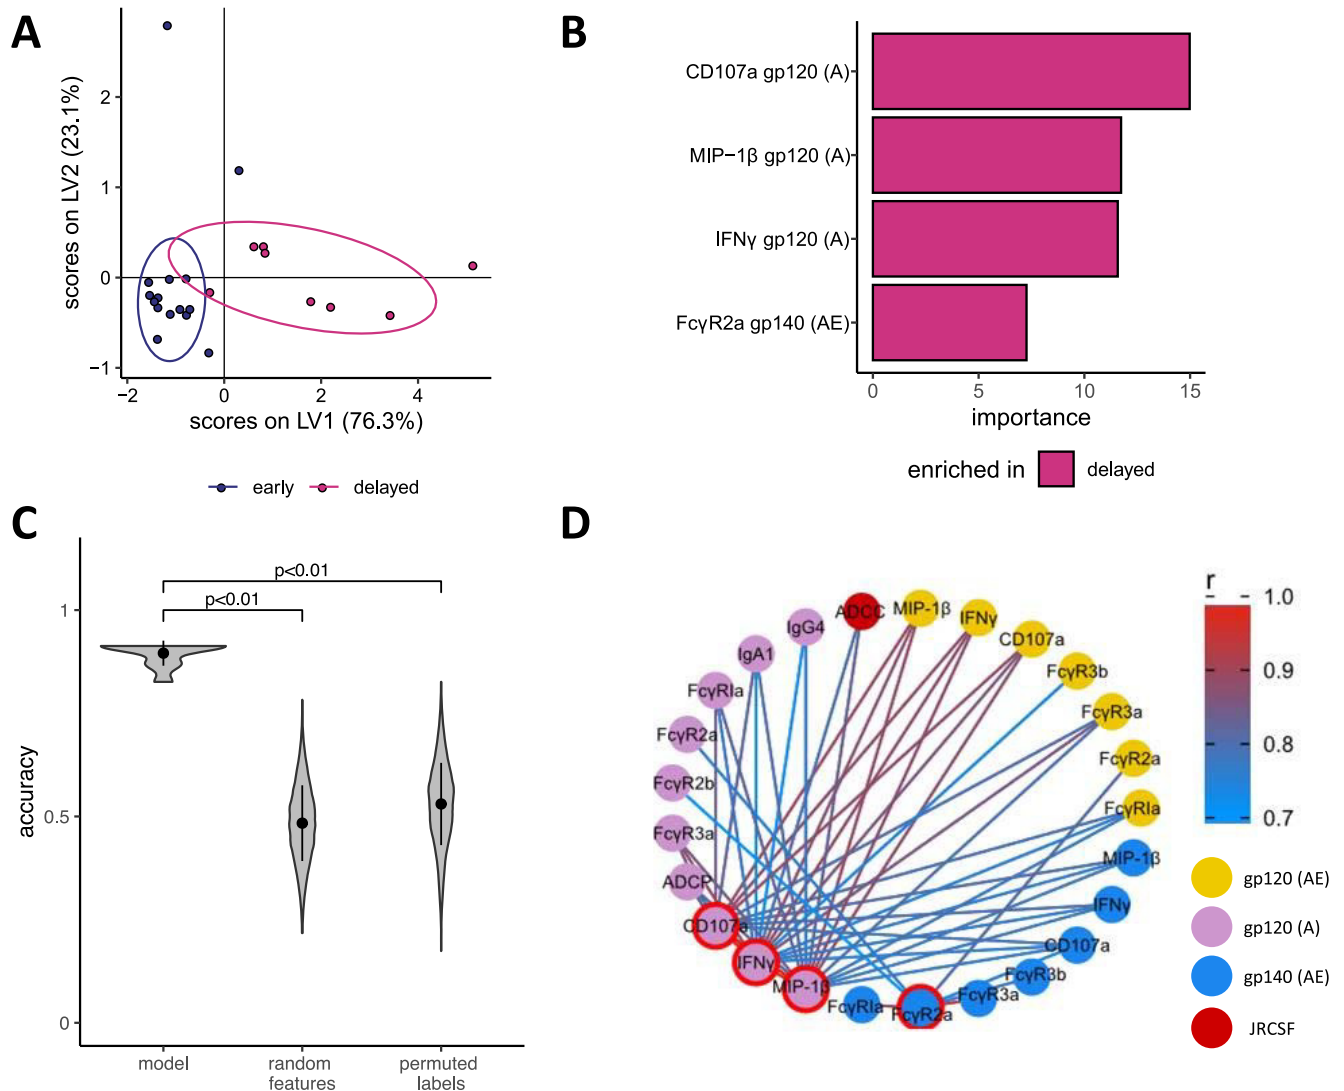 A
scores on LV2 (23.1%)
2
1
0
−1
−2
0
2
4
scores on LV1 (76.3%)
early
delayed
B
CD107a gp120 (A)
MIP−1β gp120 (A)
IFNγ gp120 (A)
FcγR2a gp140 (AE)
0
5
10
15
importance
enriched in
delayed
C
accuracy
1
0.5
0
p<0.01
p<0.01
model
random
features
permuted
labels
D
ADCC
MIP-1β
IFNγ
CD107a
FcγR3b
FcγR3a
FcγR2a
FcγRIa
MIP-1β
IFNγ
CD107a
FcγR3b
FcγR3a
FcγR2a
FcγRIa
MIP-1β
IFNγ
CD107a
ADCP
FcγR3a
FcγR2b
FcγR2a
FcγRIa
IgA1
IgG4
r
1.0
0.9
0.8
0.7
gp120 (AE)
gp120 (A)
gp140 (AE)
JRCSF